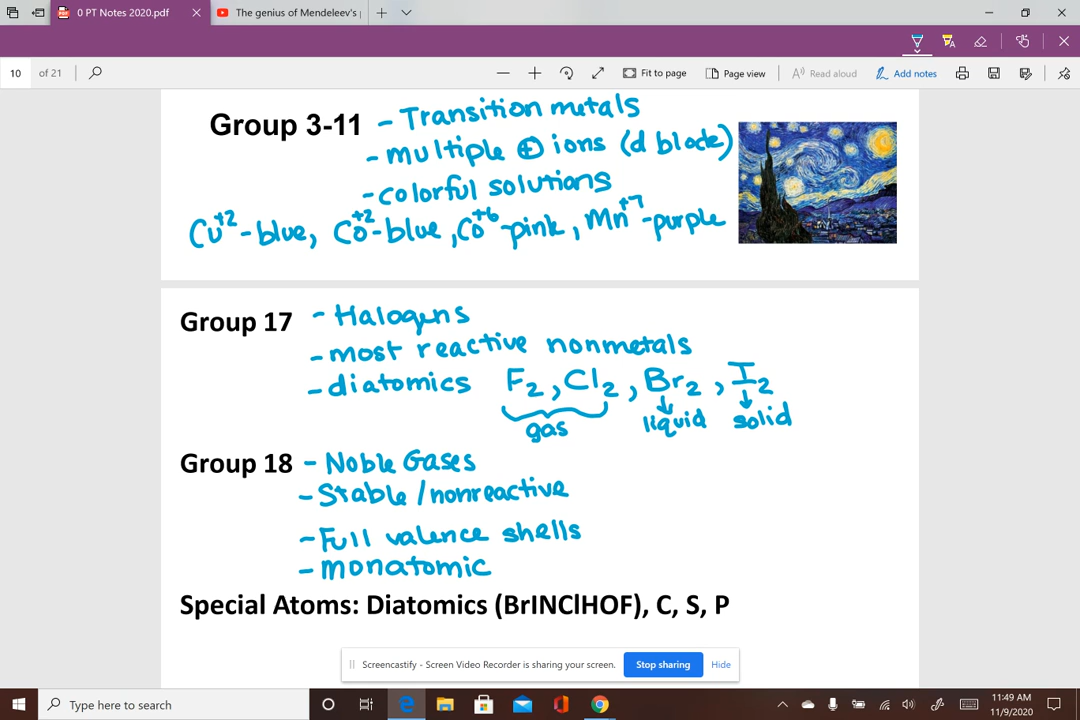 0 PT Notes 2020.pdf
The genius of Mendeleev's
10 of 21
Fit to page
Page view
Read aloud
Add notes
Group 3-11 - Transition metals
- multiple ⊕ ions (d block)
- colorful solutions
Cu+2 - blue, Co+2 - blue, Co+6 - pink, Mn+7 - purple
Group 17 - Halogens
- most reactive nonmetals
- diatomics F2, Cl2, Br2, I2
gas liquid solid
Group 18 - Noble Gases
- Stable/nonreactive
- Full valence shells
- monatomic
Special Atoms: Diatomics (BrINClHOF), C, S, P
Screencastify - Screen Video Recorder is sharing your screen. Stop sharing Hide
Type here to search
11:49 AM
11/9/2020